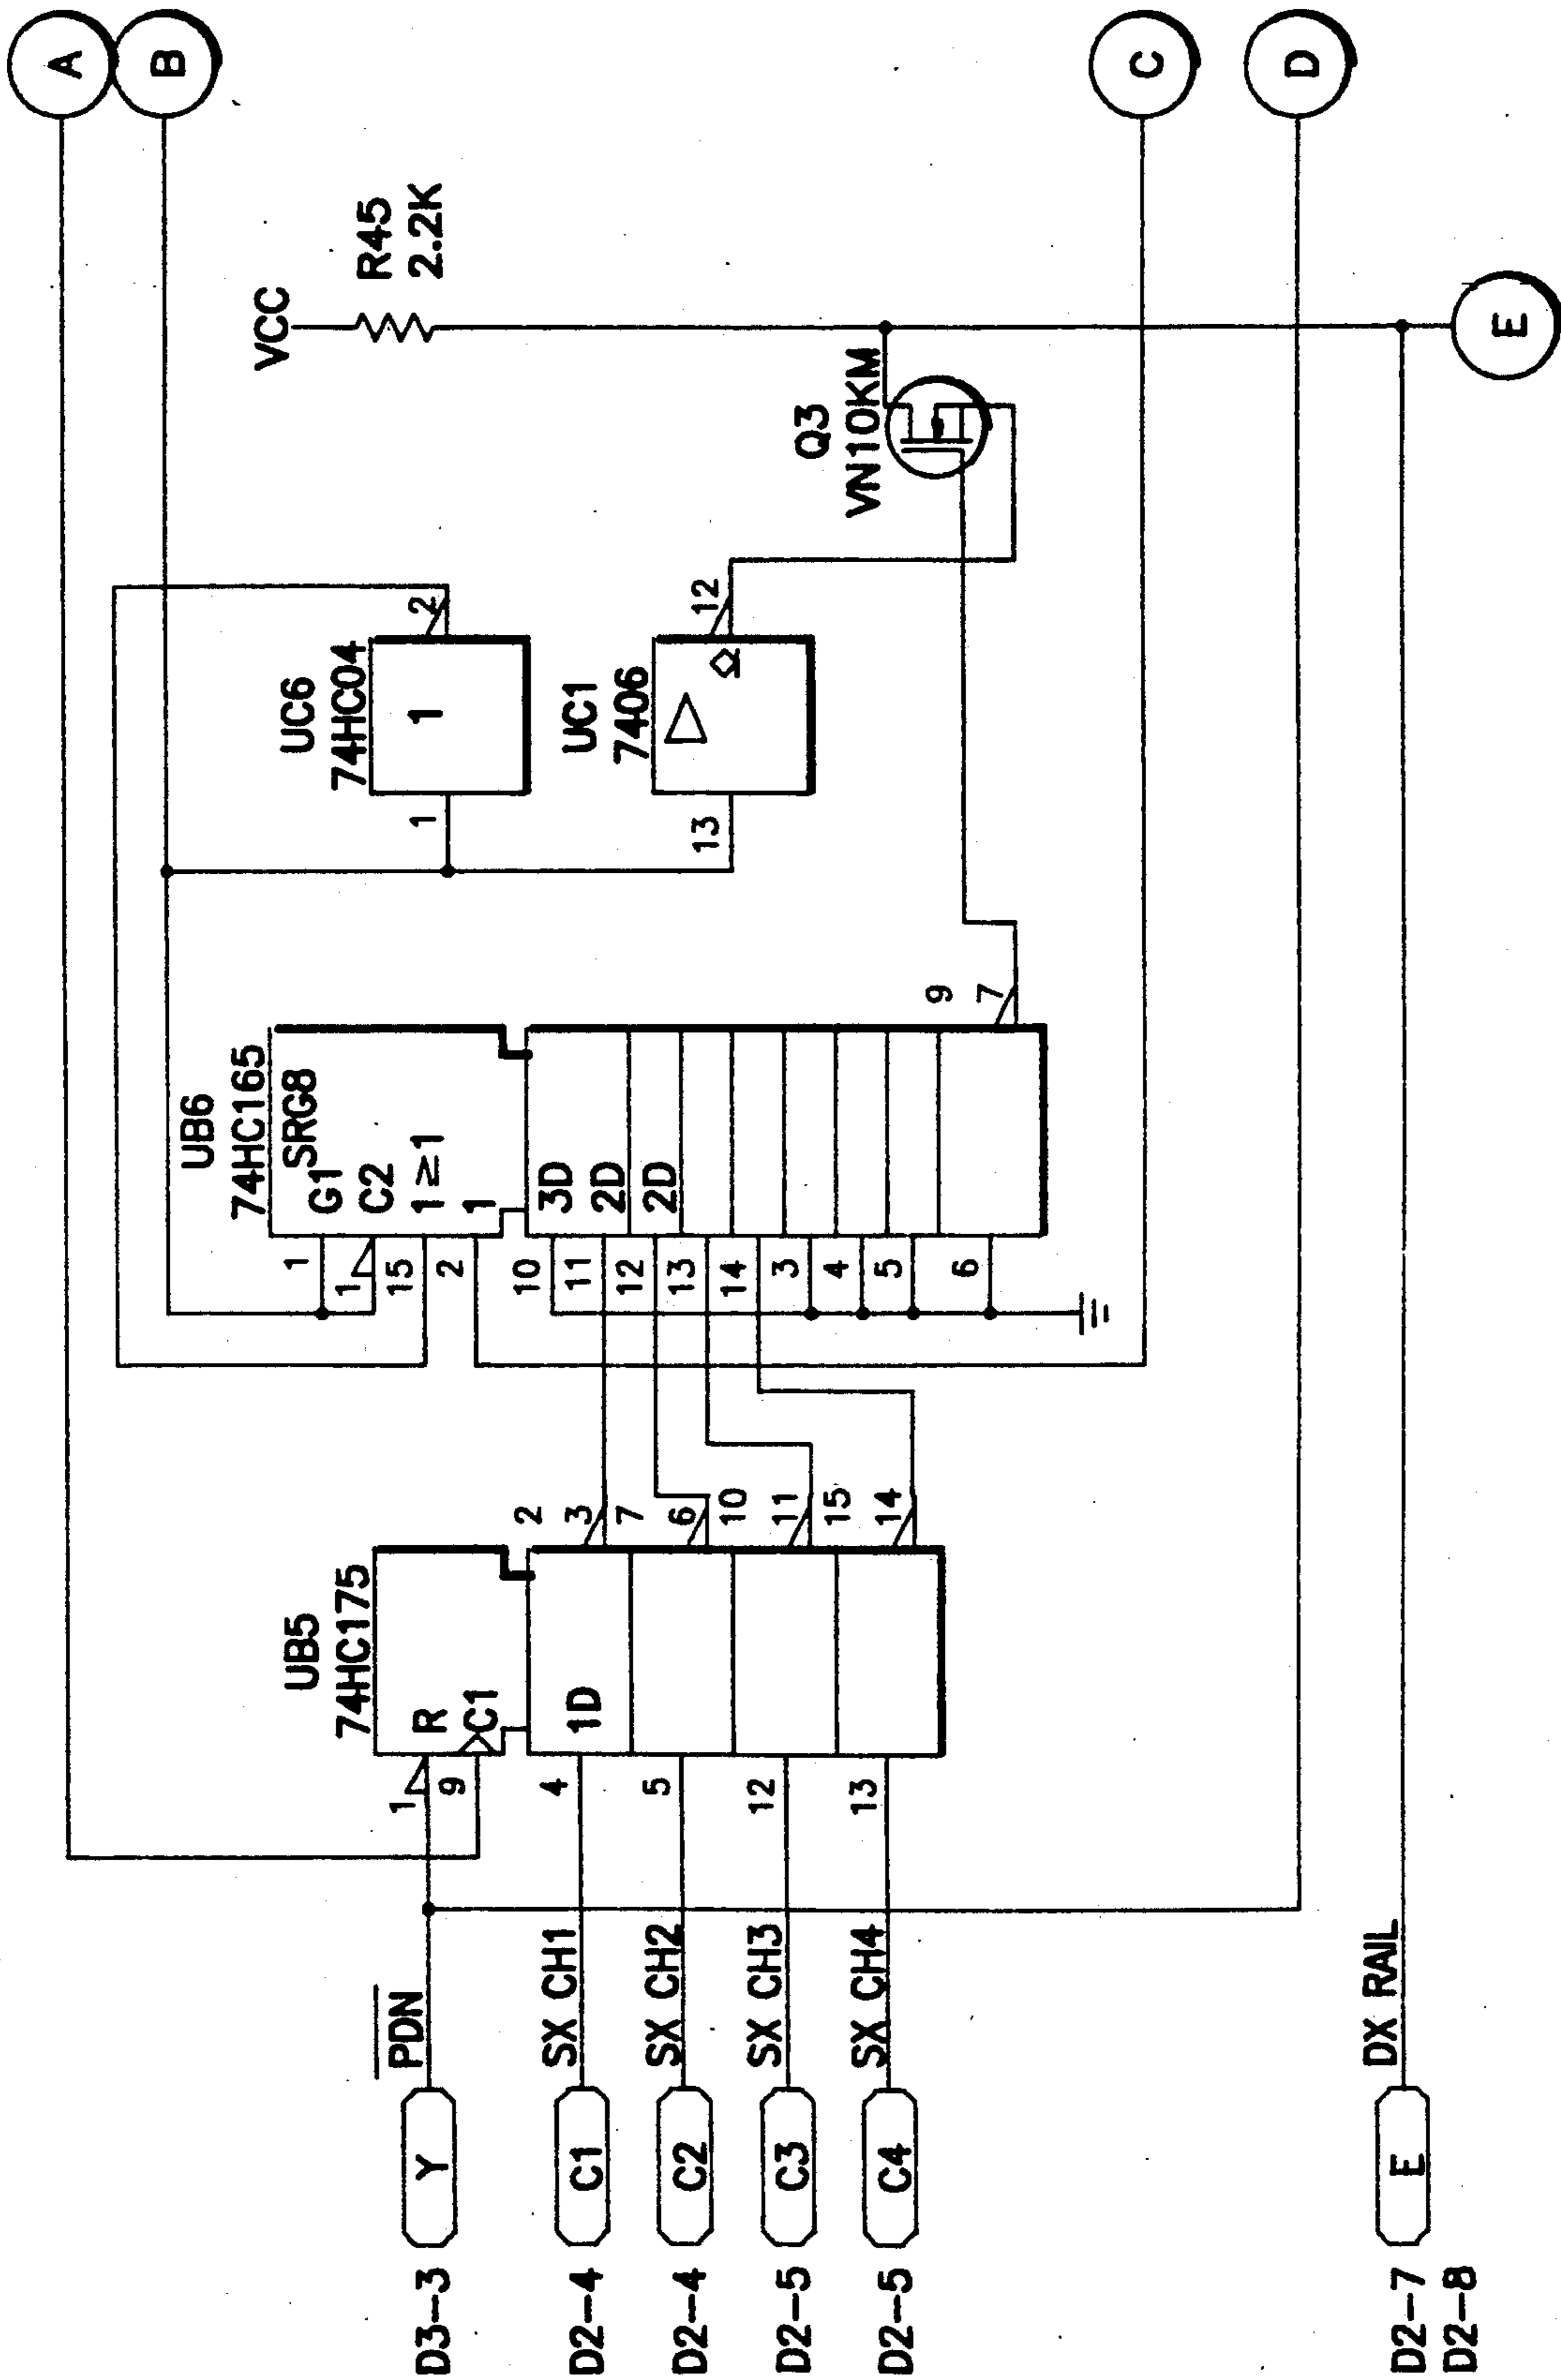 A
B
C
D
E
VCC
R45
2.2K
Q3
VN10KM
UC6
74HC04
1
1
2
UC1
7406
13
12
UB6
74HC165
SRG8
G1
C2
1≥1
1
3D
2D
2D
1
1
15
2
10
11
12
13
14
3
4
5
6
9
7
UB5
74HC175
R
C1
1D
1
9
4
5
12
13
2
3
7
6
10
11
15
14
D3-3
Y
PDN
D2-4
C1
SX CH1
D2-4
C2
SX CH2
D2-5
C3
SX CH3
D2-5
C4
SX CH4
D2-7
D2-8
E
DX RAIL